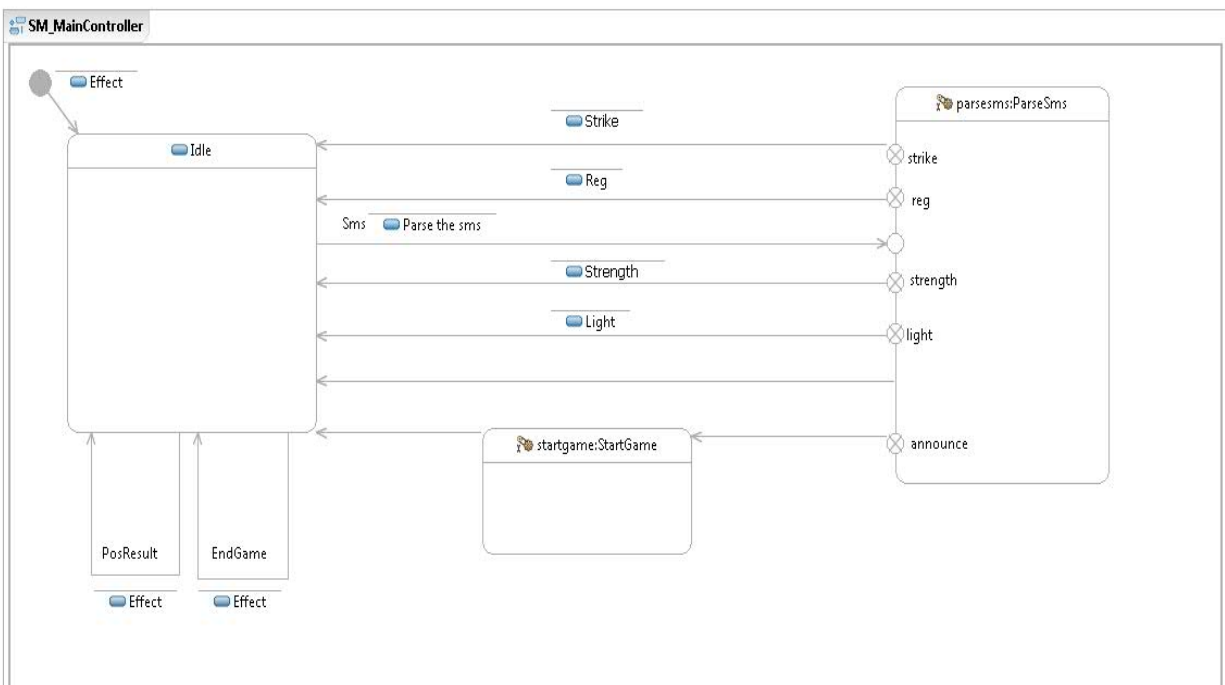 SM_MainController
Effect
parsesms:ParseSms
Strike
Idle
strike
Reg
reg
Sms Parse the sms
Strength
strength
Light
light
startgame:StartGame
announce
PosResult
EndGame
Effect
Effect